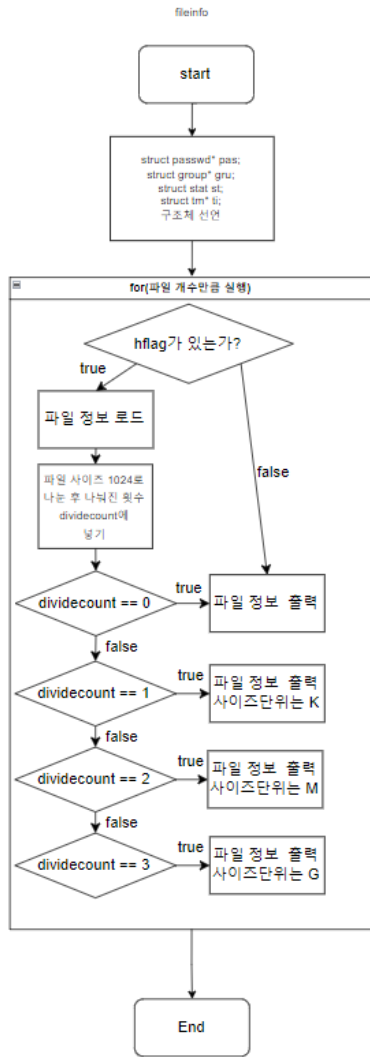 fileinfo
start
struct passwd* pas;
struct group* gru;
struct stat st;
struct tm* ti;
구조체 선언
for(파일 개수만큼 실행)
hflag가 있는가?
true
false
파일 정보 로드
파일 사이즈 1024로
나눈 후 나눠진 횟수
dividecount에
넣기
dividecount == 0
true
파일 정보 출력
false
dividecount == 1
true
파일 정보 출력
사이즈단위는 K
false
dividecount == 2
true
파일 정보 출력
사이즈단위는 M
false
dividecount == 3
true
파일 정보 출력
사이즈단위는 G
End